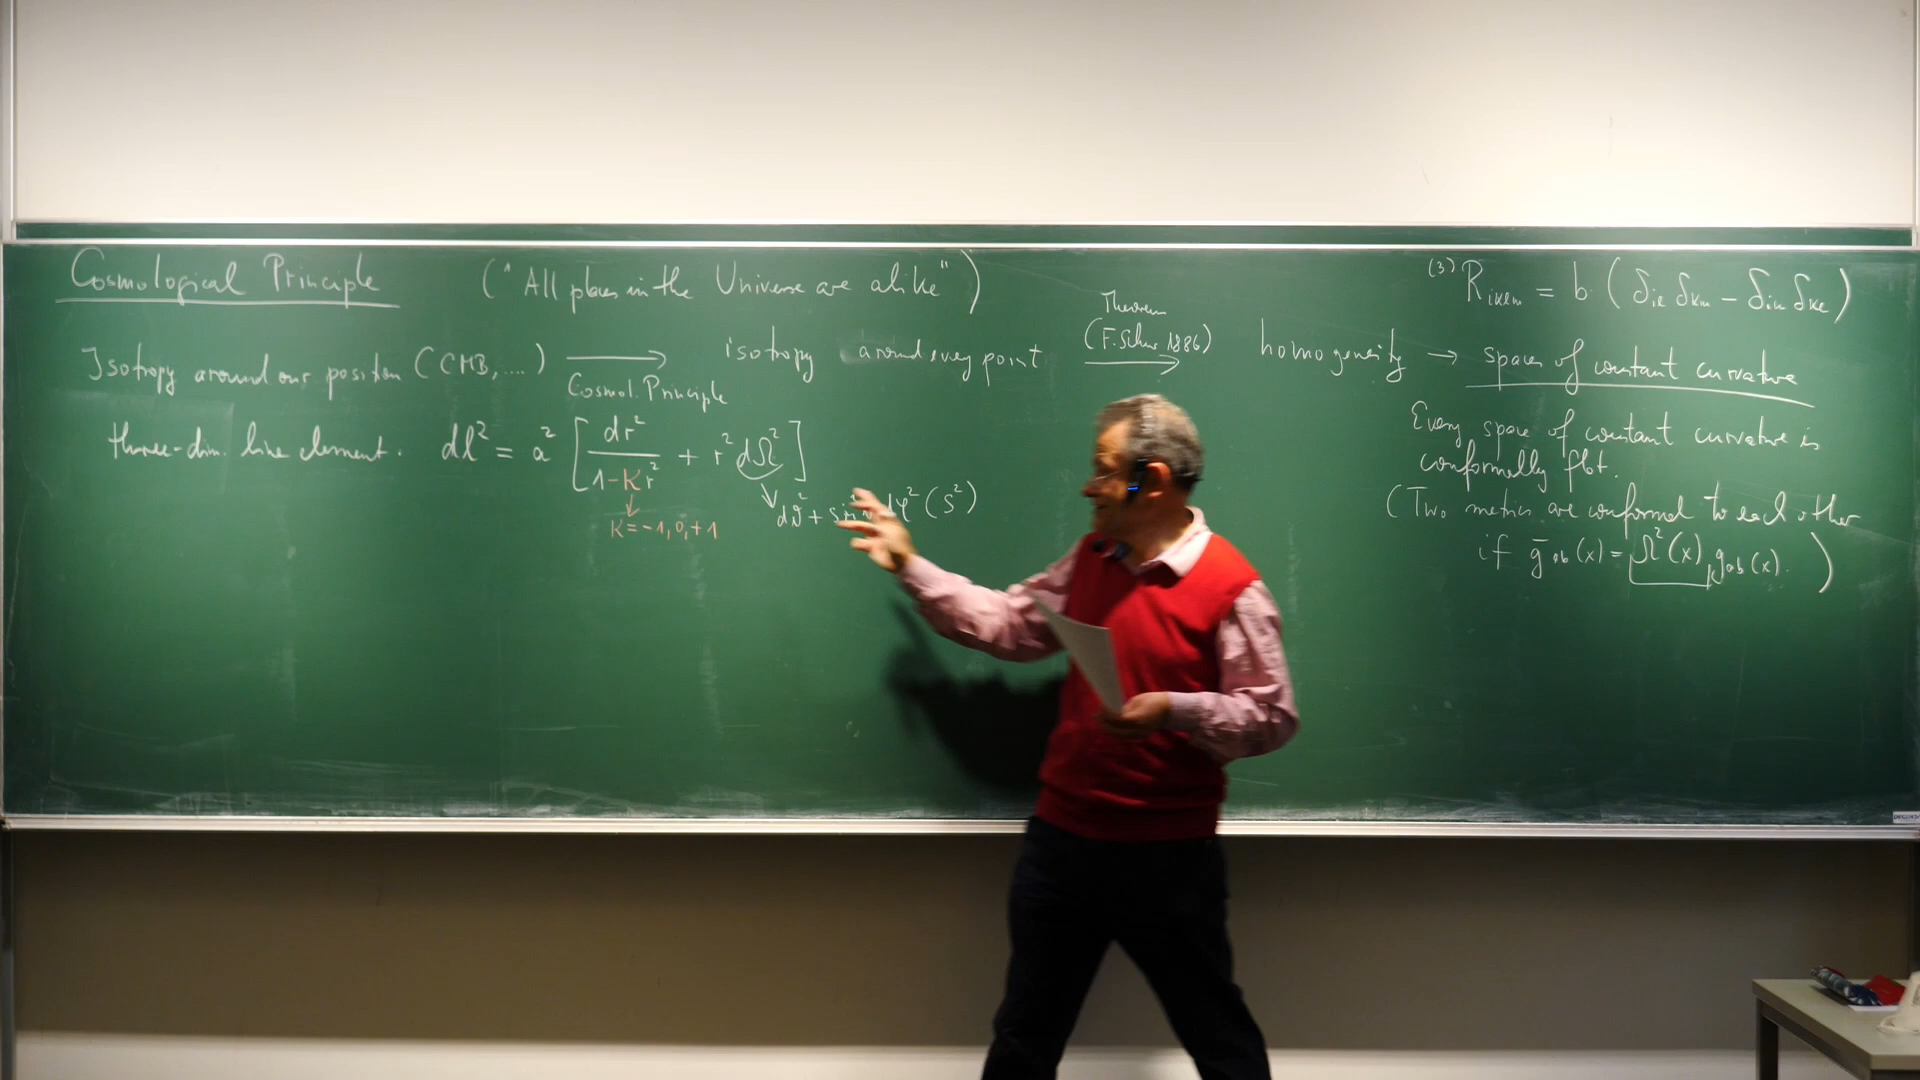 Cosmological Principle ("All places in the Universe are alike")
Isotropy around our position (CMB, ....) ⟶ isotropy around every point ⟶ homogeneity → spaces of constant curvature
Cosmol. Principle
Theorem
(F. Schur 1886)
three-dim. line element: dl² = a² [ dr² / (1-Kr²) + r² dΩ² ]
↓
K = -1, 0, +1
dϑ² + sin²ϑ dφ² (S²)
⁽³⁾R_iklm = b (δ_il δ_km - δ_im δ_kl)
Every space of constant curvature is
conformally flat.
(Two metrics are conformal to each other
if ḡ_ab(x) = Ω²(x) g_ab(x). )